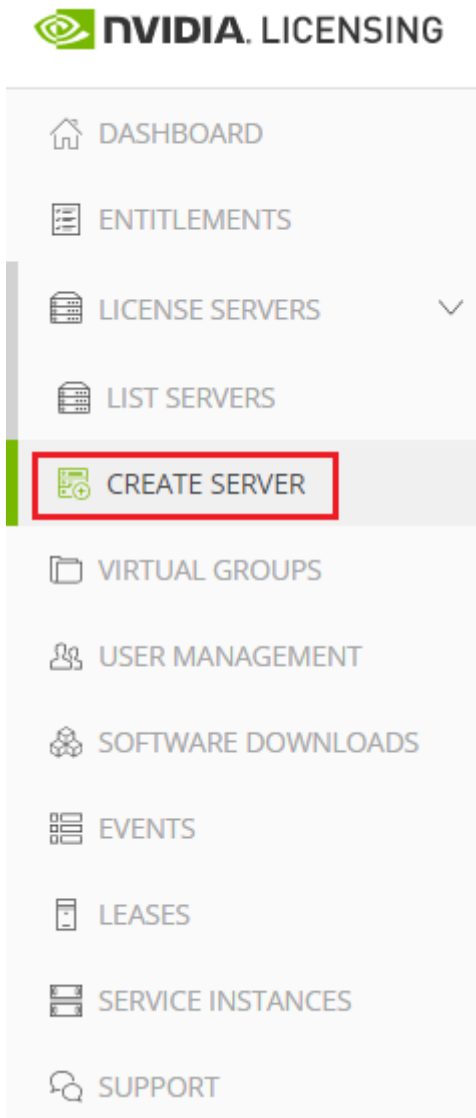 NVIDIA. LICENSING
DASHBOARD
ENTITLEMENTS
LICENSE SERVERS
LIST SERVERS
CREATE SERVER
VIRTUAL GROUPS
USER MANAGEMENT
SOFTWARE DOWNLOADS
EVENTS
LEASES
SERVICE INSTANCES
SUPPORT